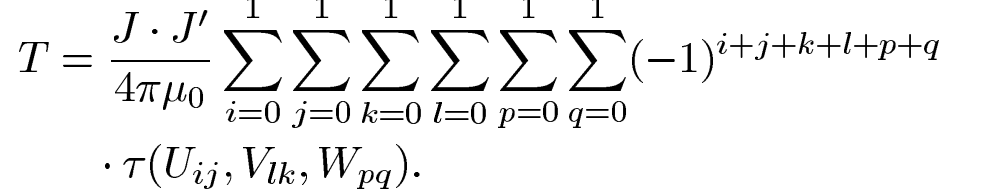 T = \frac{J \cdot J'}{4\pi\mu_0} \sum_{i=0}^{1} \sum_{j=0}^{1} \sum_{k=0}^{1} \sum_{l=0}^{1} \sum_{p=0}^{1} \sum_{q=0}^{1} (-1)^{i+j+k+l+p+q}
\cdot \tau(U_{ij}, V_{lk}, W_{pq}).